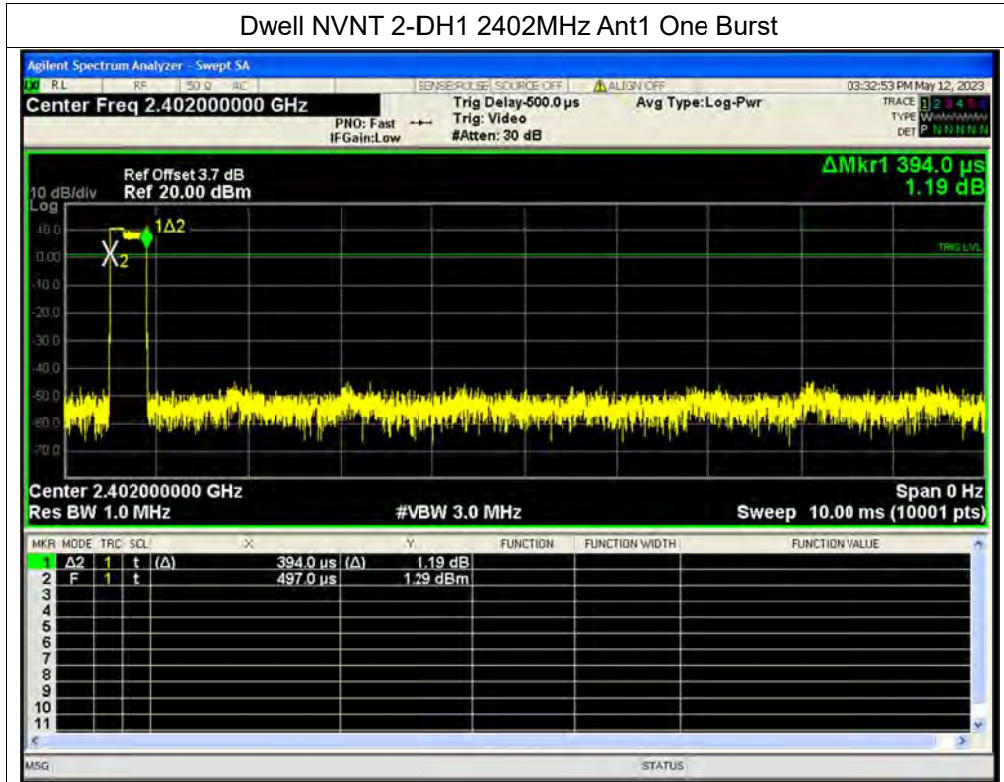 Dwell NVNT 2-DH1 2402MHz Ant1 One Burst
Agilent Spectrum Analyzer - Swept SA
RL RF 50 Ω AC SENSE:PULSE SOURCE OFF ALIGN OFF 03:32:53 PM May 12, 2023
Center Freq 2.402000000 GHz Trig Delay-500.0 µs Avg Type:Log-Pwr TRACE 1 2 3 4 5 6
PNO: Fast Trig: Video TYPE W
IFGain:Low #Atten: 30 dB DET P N N N N N
ΔMkr1 394.0 µs
1.19 dB
Ref Offset 3.7 dB
10 dB/div Ref 20.00 dBm
Log
10.0
1Δ2
TRIG LVL
0.00
2
-10.0
-20.0
-30.0
-40.0
-50.0
-60.0
-70.0
Center 2.402000000 GHz Span 0 Hz
Res BW 1.0 MHz #VBW 3.0 MHz Sweep 10.00 ms (10001 pts)
MKR MODE TRC SCL X Y FUNCTION FUNCTION WIDTH FUNCTION VALUE
1 Δ2 1 t (Δ) 394.0 µs (Δ) 1.19 dB
2 F 1 t 497.0 µs 1.29 dBm
3
4
5
6
7
8
9
10
11
MSG STATUS